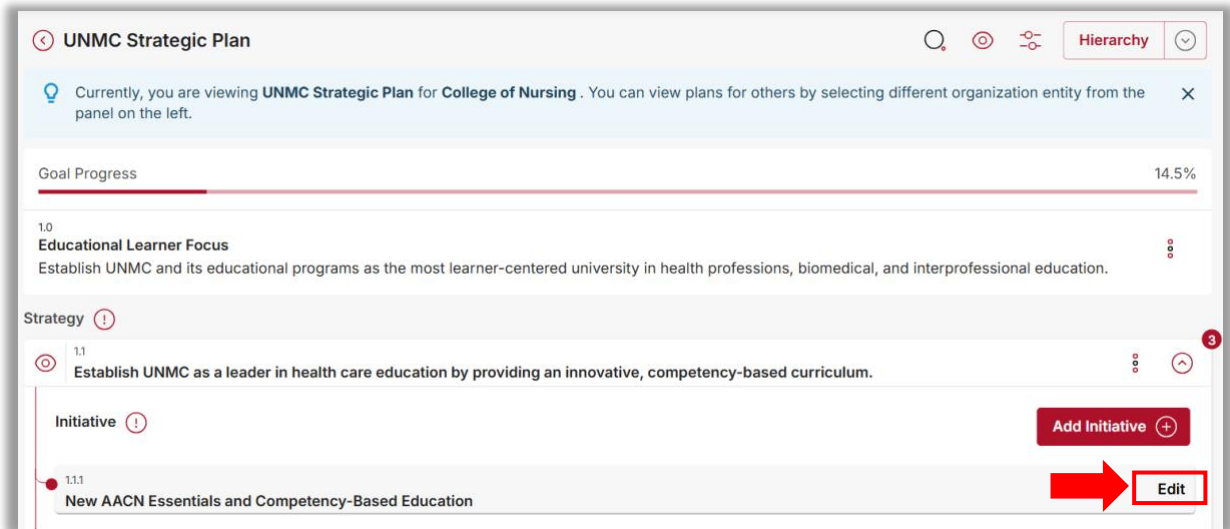 UNMC Strategic Plan
Hierarchy
Currently, you are viewing UNMC Strategic Plan for College of Nursing . You can view plans for others by selecting different organization entity from the
panel on the left.
Goal Progress
14.5%
1.0
Educational Learner Focus
Establish UNMC and its educational programs as the most learner-centered university in health professions, biomedical, and interprofessional education.
Strategy
3
1.1
Establish UNMC as a leader in health care education by providing an innovative, competency-based curriculum.
Initiative
Add Initiative
1.1.1
New AACN Essentials and Competency-Based Education
Edit